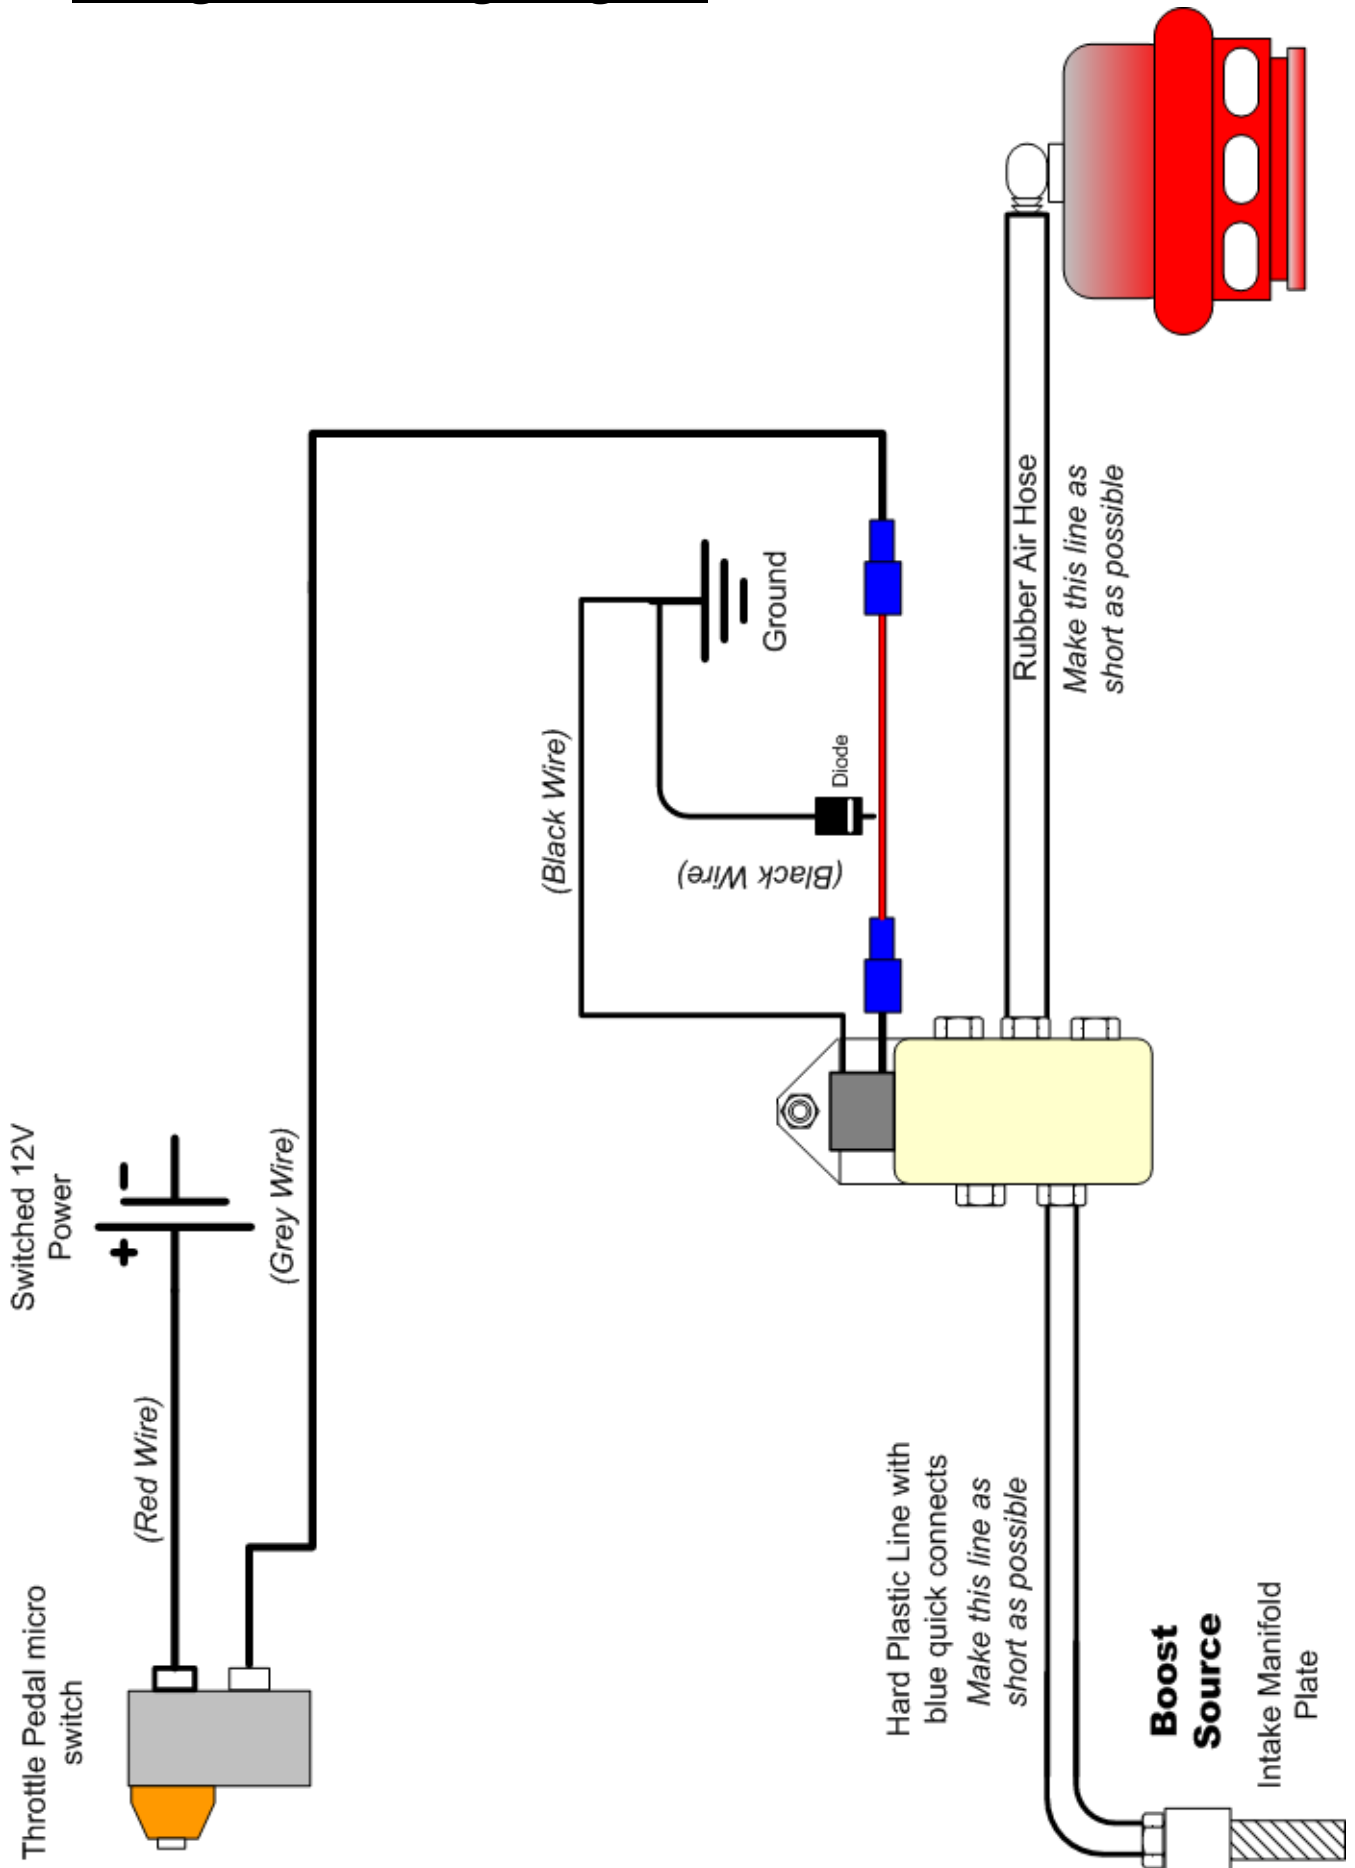 Throttle Pedal micro
switch
(Red Wire)
Switched 12V
Power
+
-
(Grey Wire)
(Black Wire)
(Black Wire)
Diode
Ground
Rubber Air Hose
Make this line as
short as possible
Hard Plastic Line with
blue quick connects
Make this line as
short as possible
Boost
Source
Intake Manifold
Plate